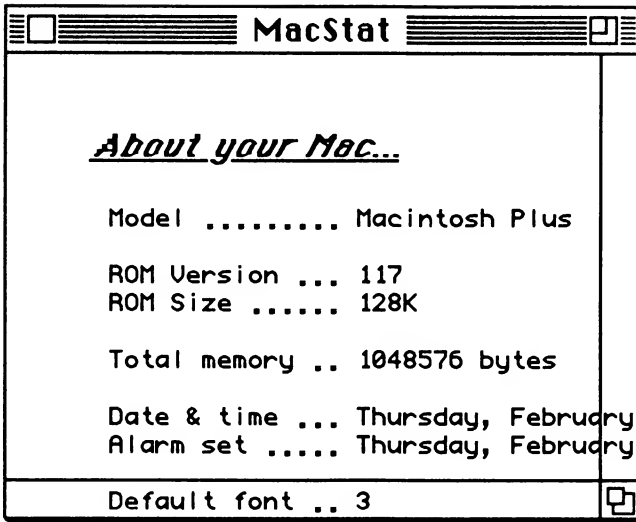 MacStat
About your Mac...
Model ......... Macintosh Plus
ROM Version ... 117
ROM Size ...... 128K
Total memory .. 1048576 bytes
Date & time ... Thursday, February
Alarm set ..... Thursday, February
Default font .. 3